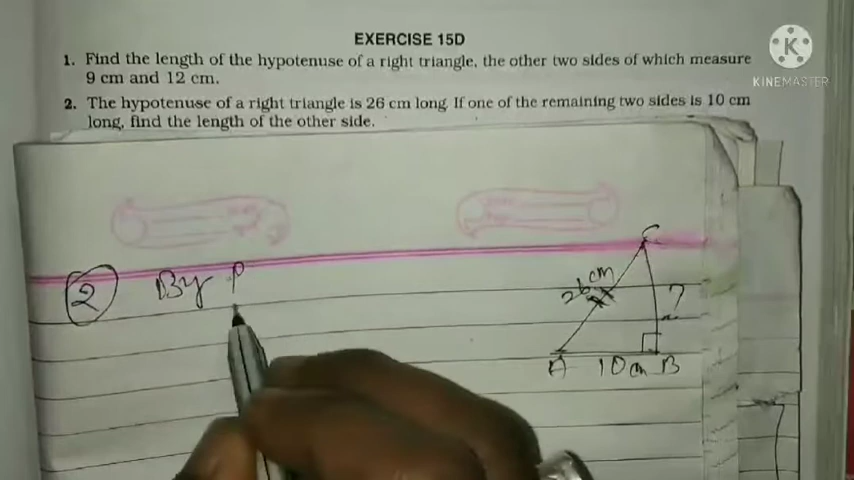 EXERCISE 15D
1. Find the length of the hypotenuse of a right triangle, the other two sides of which measure
9 cm and 12 cm.
2. The hypotenuse of a right triangle is 26 cm long. If one of the remaining two sides is 10 cm
long, find the length of the other side.
K
KINEMASTER
C
2 By P
26 cm
?
A 10cm B